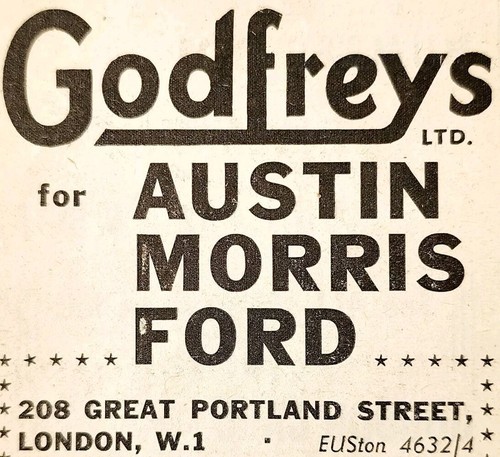 Godfreys
LTD.
for AUSTIN
MORRIS
FORD
208 GREAT PORTLAND STREET,
LONDON, W.1 · EUSton 4632/4